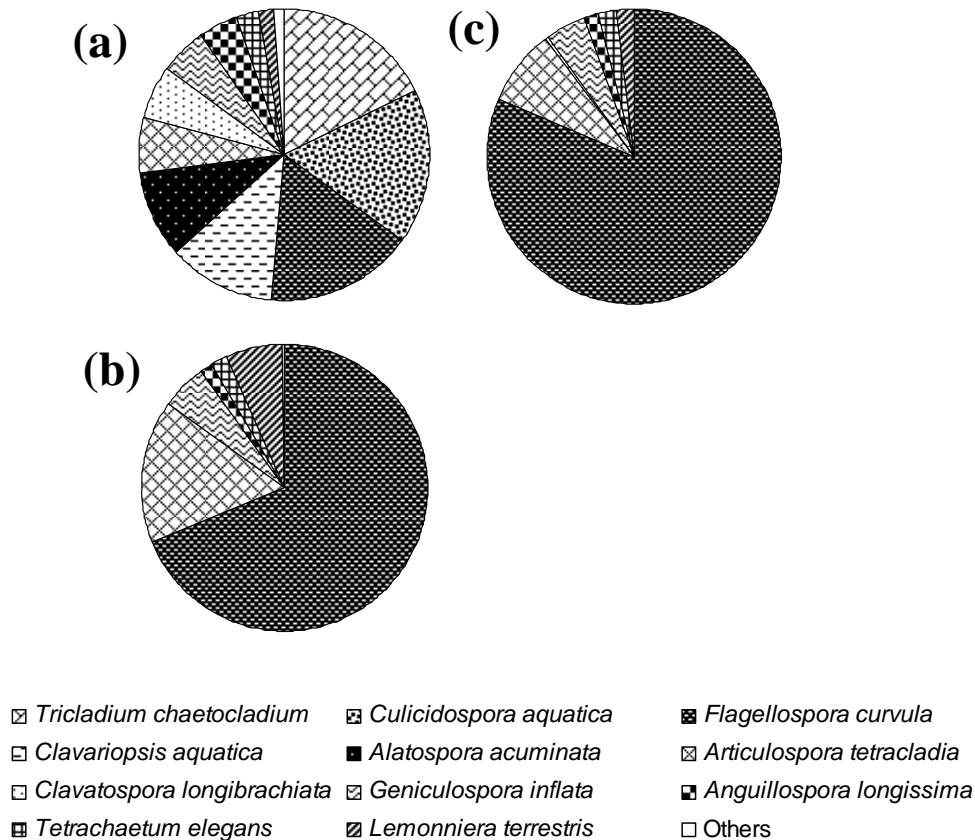 (a)
(c)
(b)
Tricladium chaetocladium Culicidospora aquatica Flagellospora curvula
Clavariopsis aquatica Alatospora acuminata Articulospora tetracladia
Clavatospora longibrachiata Geniculospora inflata Anguillospora longissima
Tetrachaetum elegans Lemonniera terrestris Others